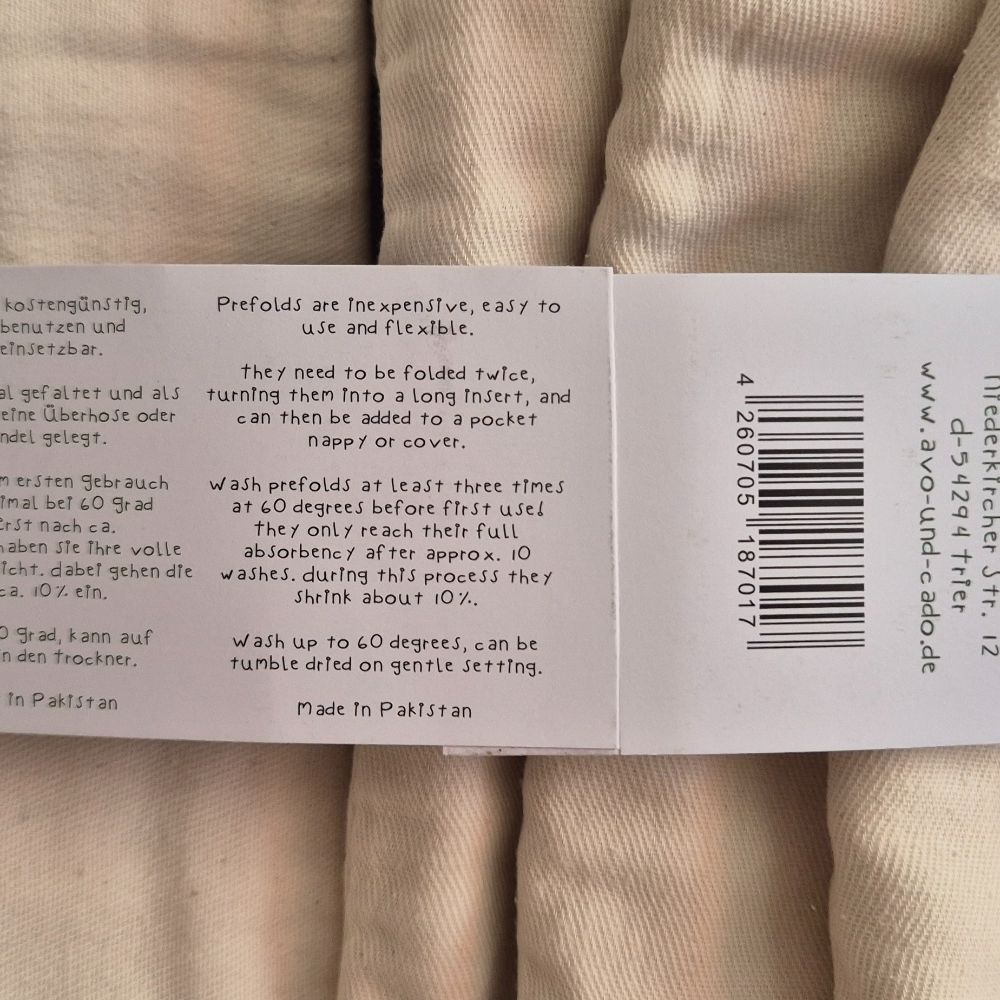 kostengünstig,
benutzen und
einsetzbar.
al gefaltet und als
eine Überhose oder
ndel gelegt.
m ersten Gebrauch
imal bei 60 Grad
erst nach ca.
haben sie ihre volle
icht. dabei gehen die
ca. 10% ein.
0 Grad, kann auf
n den Trockner.
in Pakistan
Prefolds are inexpensive, easy to
use and flexible.
they need to be folded twice,
turning them into a long insert, and
can then be added to a pocket
nappy or cover.
Wash prefolds at least three times
at 60 degrees before first use!
they only reach their full
absorbency after approx. 10
washes. during this process they
shrink about 10%.
Wash up to 60 degrees, can be
tumble dried on gentle setting.
Made in Pakistan
4 260705 187017
Niederkircher Str. 12
d-54294 trier
www.avo-und-cado.de